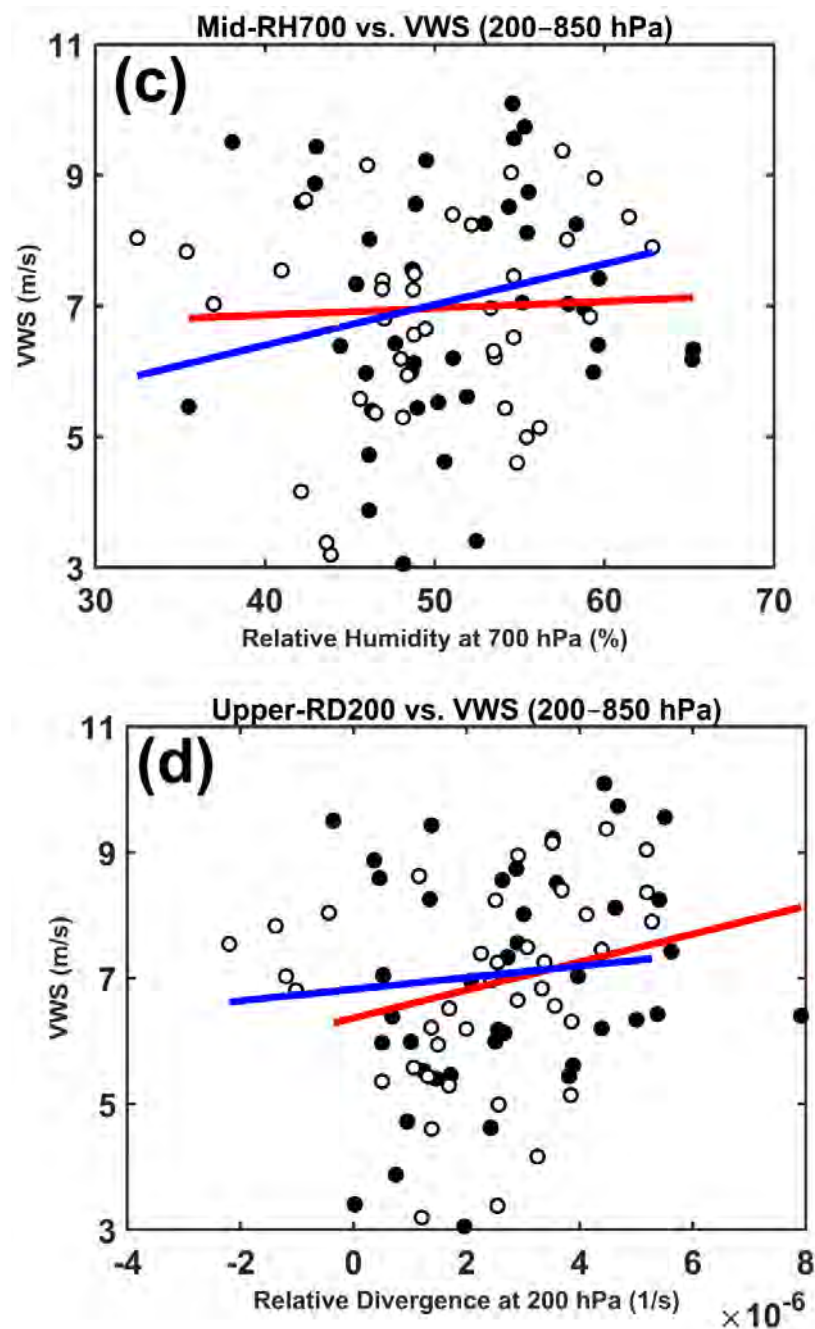 Mid-RH700 vs. VWS (200–850 hPa)
(c)
11
9
7
5
3
VWS (m/s)
30 40 50 60 70
Relative Humidity at 700 hPa (%)
Upper-RD200 vs. VWS (200–850 hPa)
(d)
11
9
7
5
3
VWS (m/s)
-4 -2 0 2 4 6 8
Relative Divergence at 200 hPa (1/s)
×10⁻⁶